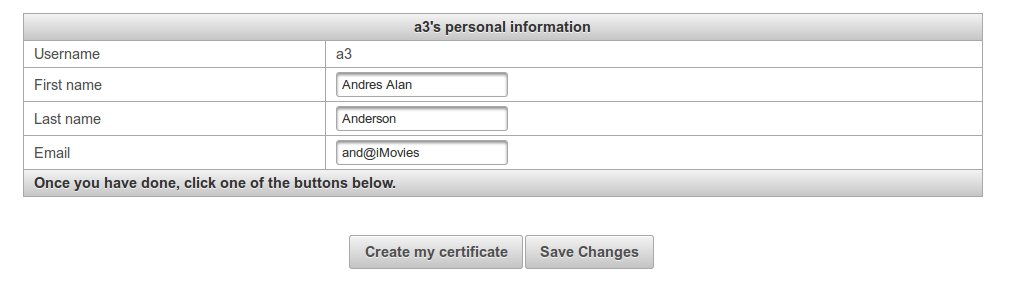 a3's personal information
Username a3
First name Andres Alan
Last name Anderson
Email and@iMovies
Once you have done, click one of the buttons below.
Create my certificate Save Changes